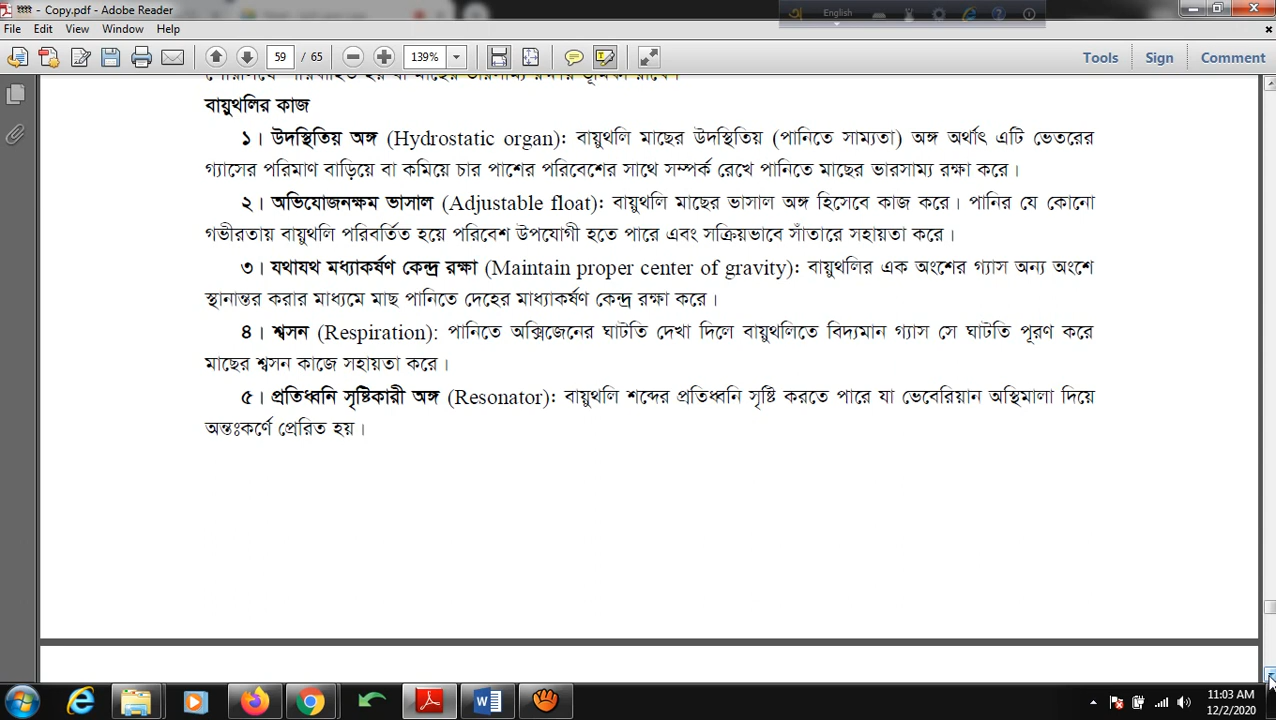 **** - Copy.pdf - Adobe Reader
English
File Edit View Window Help
59 / 65 139% Tools Sign Comment
বায়ুথলির কাজ
১। উদস্থিতিয় অঙ্গ (Hydrostatic organ): বায়ুথলি মাছের উদস্থিতিয় (পানিতে সাম্যতা) অঙ্গ অর্থাৎ এটি ভেতরের
গ্যাসের পরিমাণ বাড়িয়ে বা কমিয়ে চার পাশের পরিবেশের সাথে সম্পর্ক রেখে পানিতে মাছের ভারসাম্য রক্ষা করে।
২। অভিযোজনক্ষম ভাসাল (Adjustable float): বায়ুথলি মাছের ভাসাল অঙ্গ হিসেবে কাজ করে। পানির যে কোনো
গভীরতায় বায়ুথলি পরিবর্তিত হয়ে পরিবেশ উপযোগী হতে পারে এবং সক্রিয়ভাবে সাঁতারে সহায়তা করে।
৩। যথাযথ মধ্যাকর্ষণ কেন্দ্র রক্ষা (Maintain proper center of gravity): বায়ুথলির এক অংশের গ্যাস অন্য অংশে
স্থানান্তর করার মাধ্যমে মাছ পানিতে দেহের মাধ্যাকর্ষণ কেন্দ্র রক্ষা করে।
৪। শ্বসন (Respiration): পানিতে অক্সিজেনের ঘাটতি দেখা দিলে বায়ুথলিতে বিদ্যমান গ্যাস সে ঘাটতি পূরণ করে
মাছের শ্বসন কাজে সহায়তা করে।
৫। প্রতিধ্বনি সৃষ্টিকারী অঙ্গ (Resonator): বায়ুথলি শব্দের প্রতিধ্বনি সৃষ্টি করতে পারে যা ভেবেরিয়ান অস্থিমালা দিয়ে
অন্তঃকর্ণে প্রেরিত হয়।
11:03 AM
12/2/2020